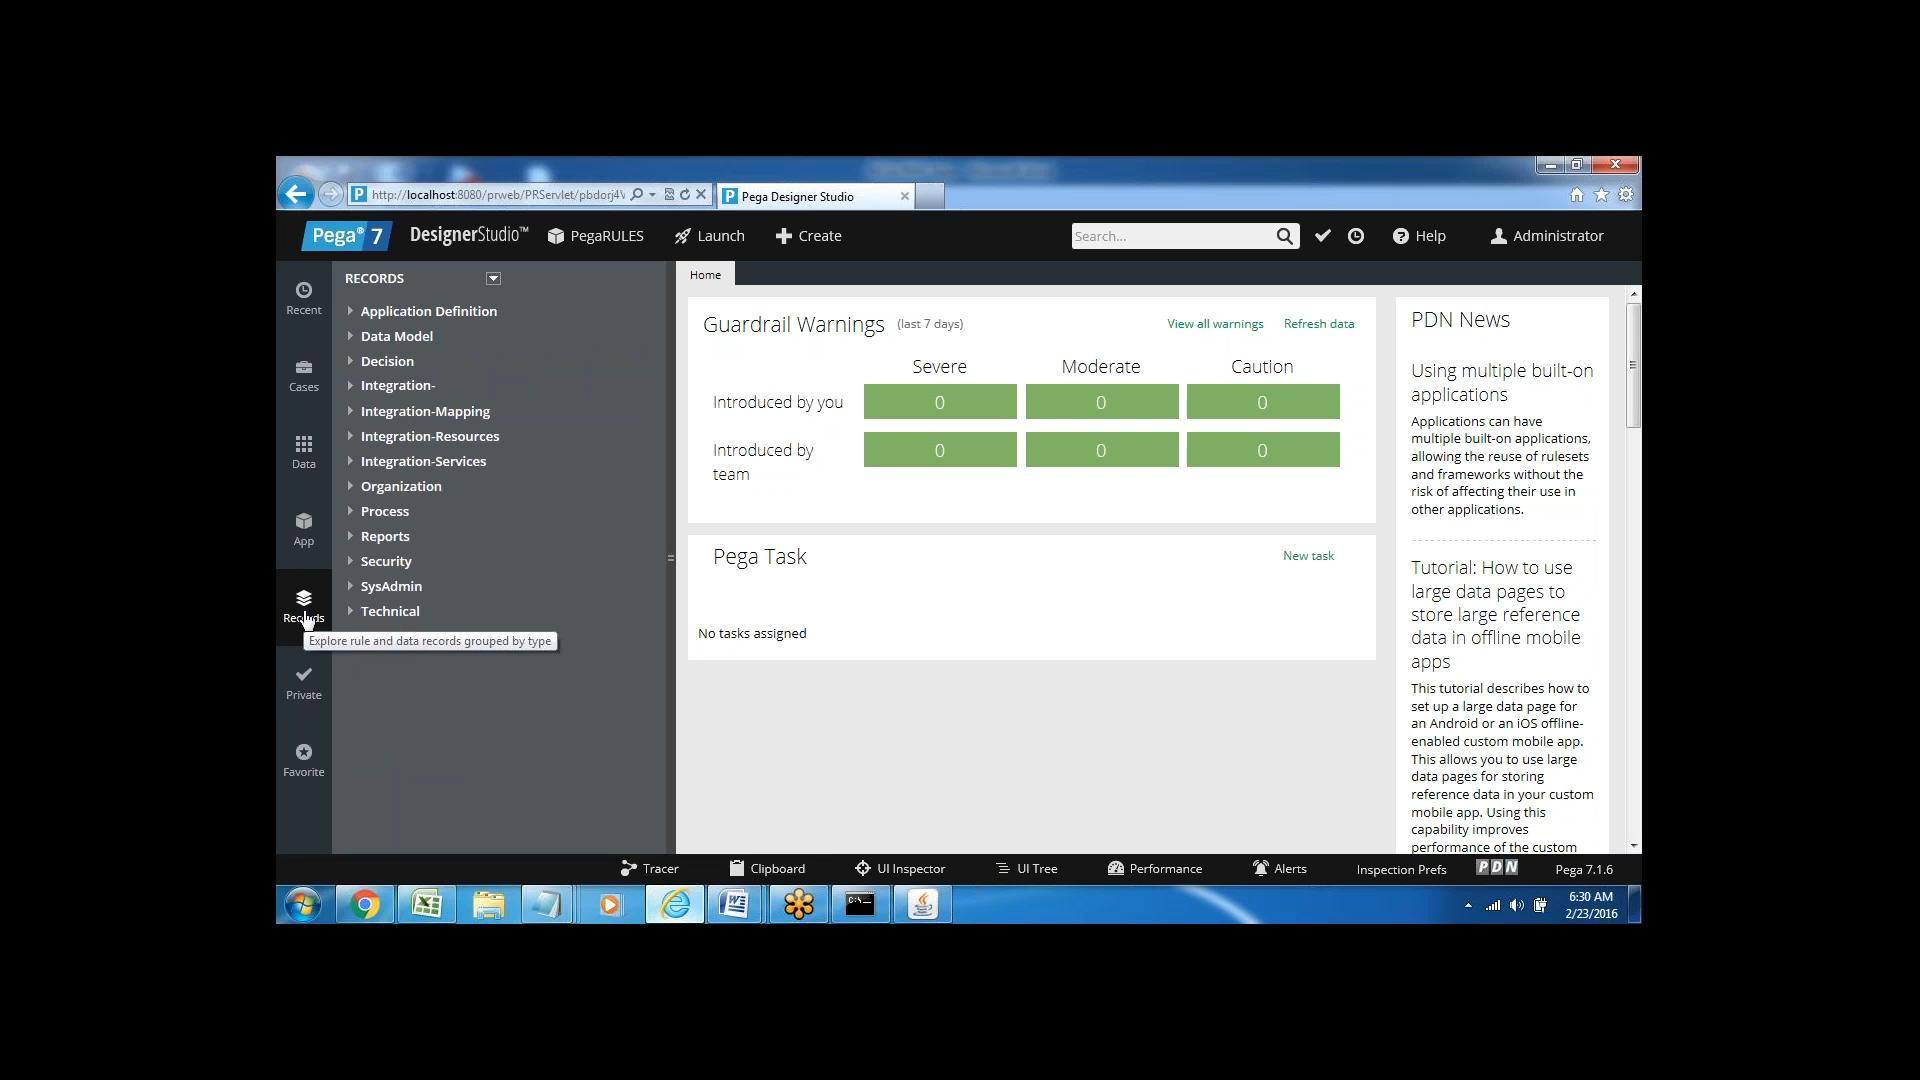 http://localhost:8080/prweb/PRServlet/pbdorj4V
Pega Designer Studio
Pega® 7
DesignerStudio™
PegaRULES
Launch
Create
Search...
Help
Administrator
Recent
Cases
Data
App
Records
Private
Favorite
RECORDS
Application Definition
Data Model
Decision
Integration-
Integration-Mapping
Integration-Resources
Integration-Services
Organization
Process
Reports
Security
SysAdmin
Technical
Explore rule and data records grouped by type
Home
Guardrail Warnings (last 7 days)
View all warnings Refresh data
Severe Moderate Caution
Introduced by you 0 0 0
Introduced by 0 0 0
team
Pega Task
New task
No tasks assigned
PDN News
Using multiple built-on
applications
Applications can have
multiple built-on applications,
allowing the reuse of rulesets
and frameworks without the
risk of affecting their use in
other applications.
Tutorial: How to use
large data pages to
store large reference
data in offline mobile
apps
This tutorial describes how to
set up a large data page for
an Android or an iOS offline-
enabled custom mobile app.
This allows you to use large
data pages for storing
reference data in your custom
mobile app. Using this
capability improves
performance of the custom
Tracer
Clipboard
UI Inspector
UI Tree
Performance
Alerts
Inspection Prefs
PDN
Pega 7.1.6
6:30 AM
2/23/2016